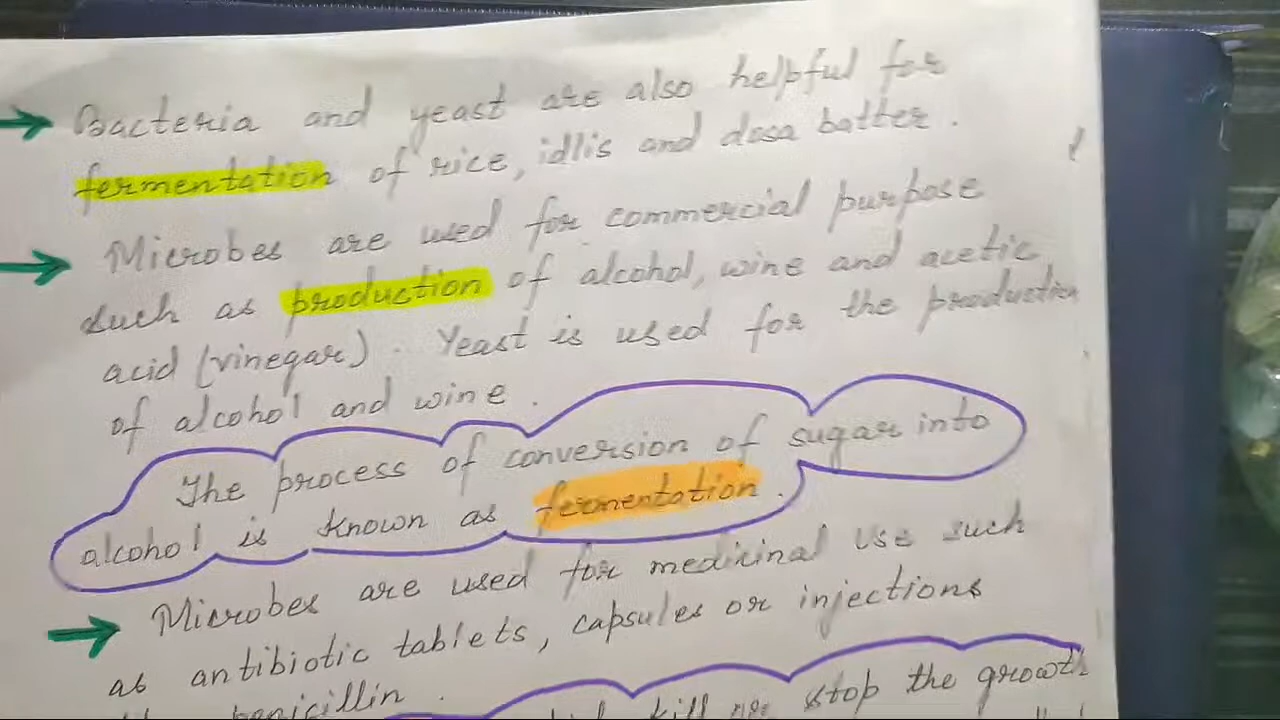 Bacteria and yeast are also helpful for
fermentation of rice, idlis and dosa batter.
Microbes are used for commercial purpose
such as production of alcohol, wine and acetic
acid (vinegar). Yeast is used for the production
of alcohol and wine.
The process of conversion of sugar into
alcohol is known as fermentation.
Microbes are used for medicinal use such
as antibiotic tablets, capsules or injections
penicillin.
kill or stop the growth